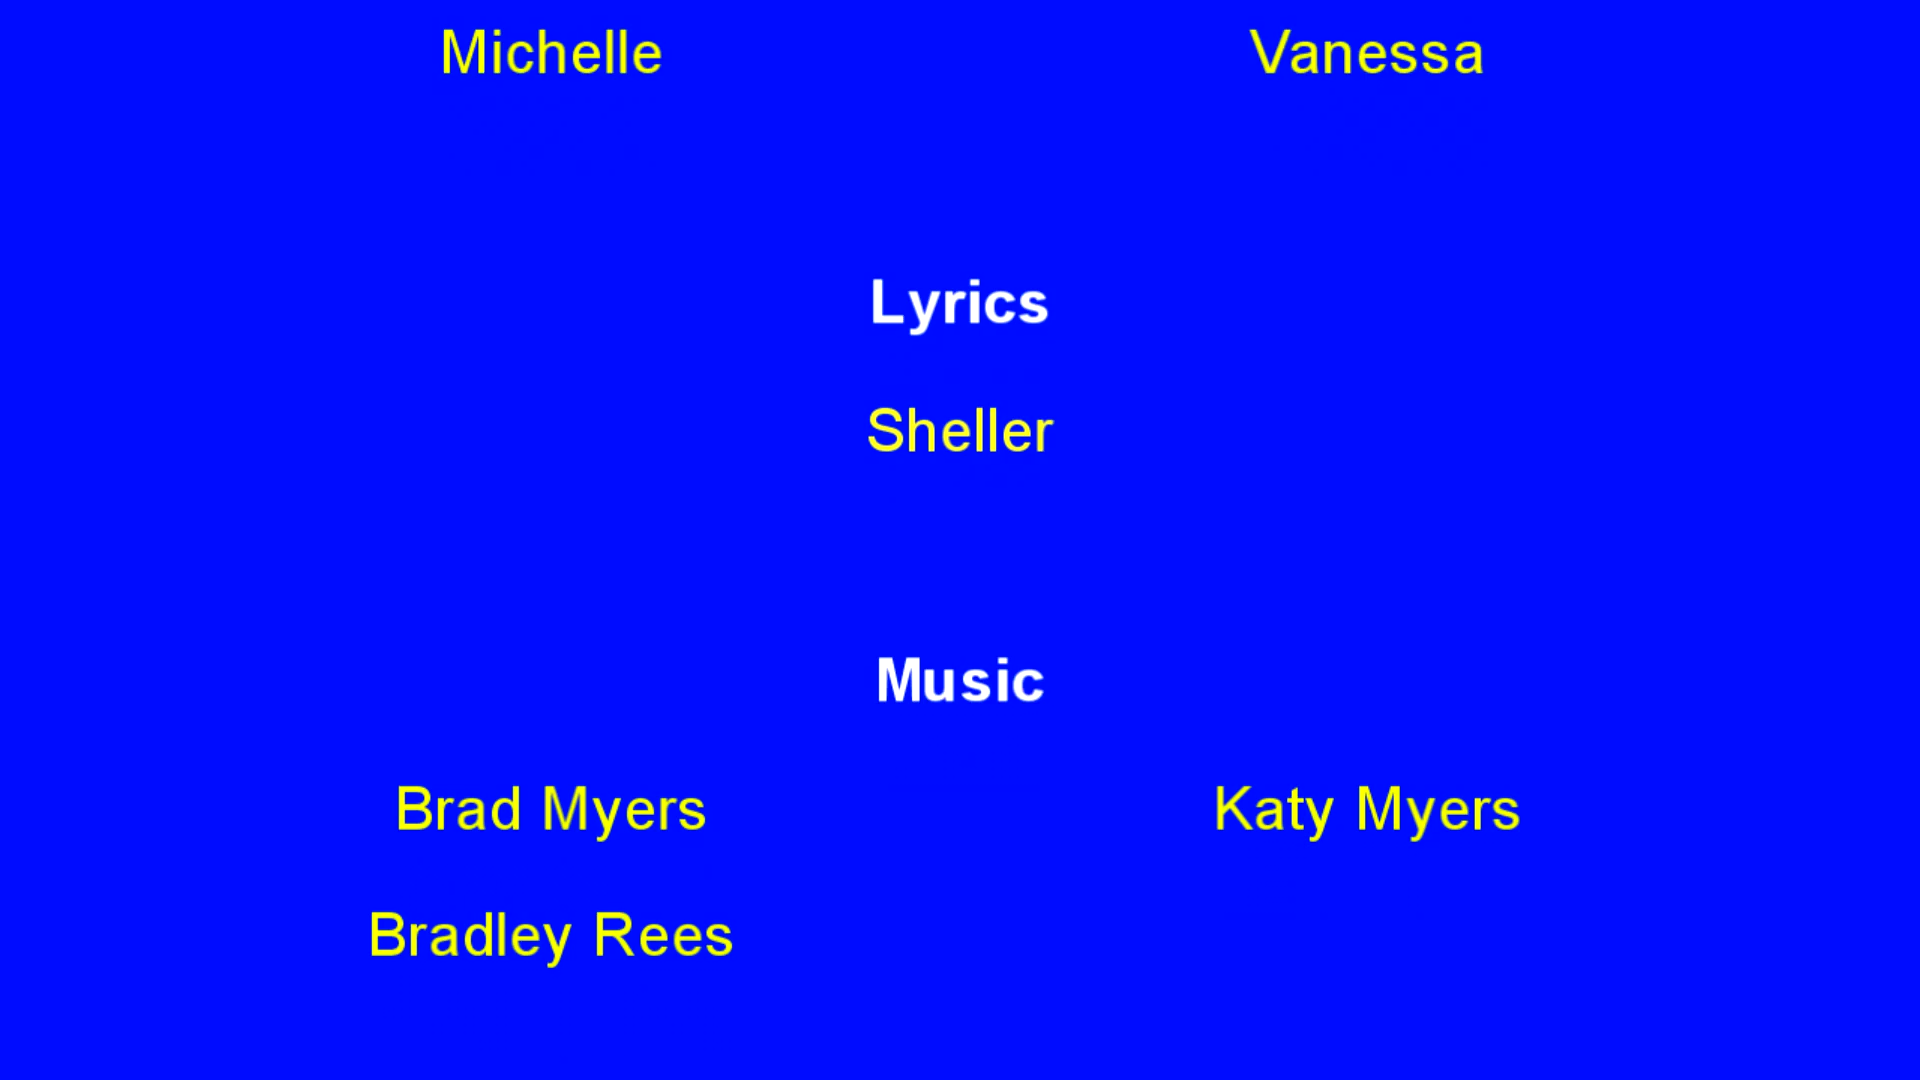 Michelle Vanessa
Lyrics
Sheller
Music
Brad Myers Katy Myers
Bradley Rees